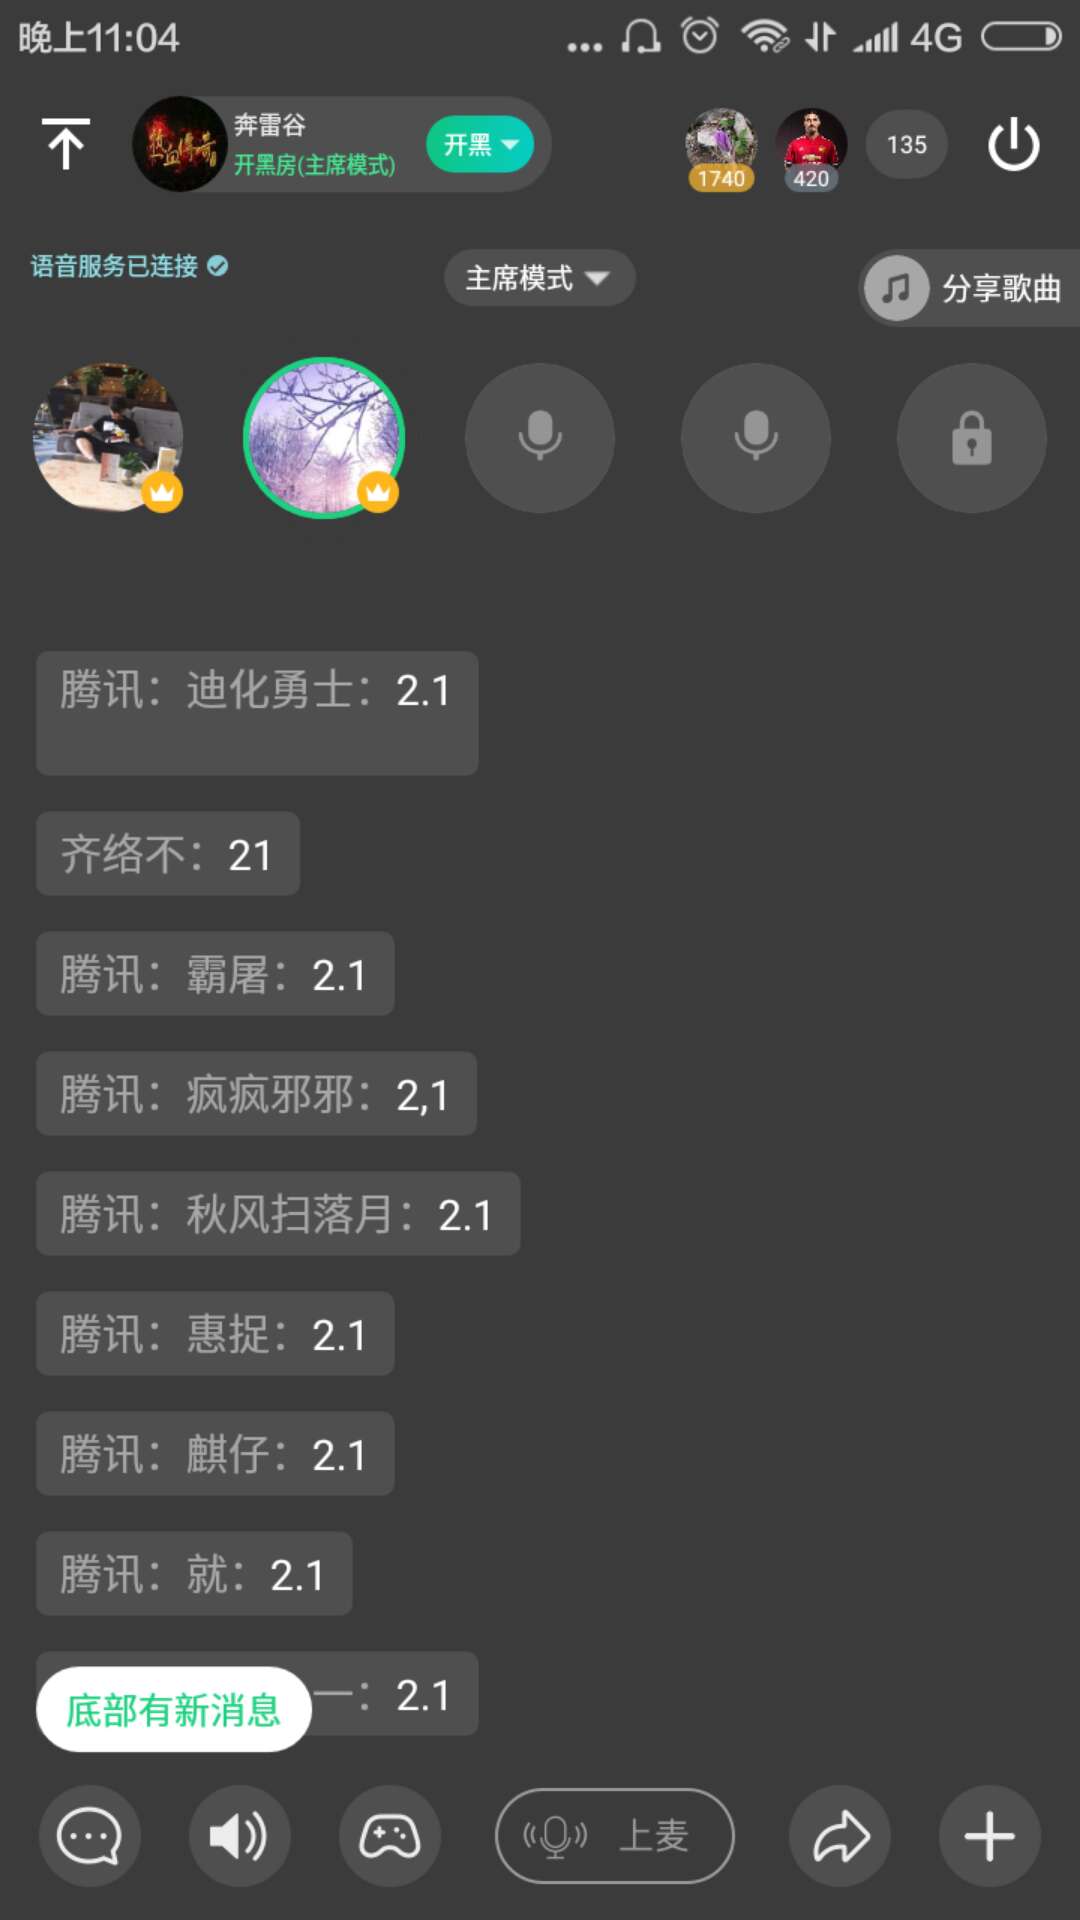 晚上11:04
4G
奔雷谷
开黑房(主席模式)
开黑
1740
420
135
语音服务已连接
主席模式
分享歌曲
腾讯：迪化勇士：2.1
齐络不：21
腾讯：霸屠：2.1
腾讯：疯疯邪邪：2,1
腾讯：秋风扫落月：2.1
腾讯：惠捉：2.1
腾讯：麒仔：2.1
腾讯：就：2.1
一：2.1
底部有新消息
上麦